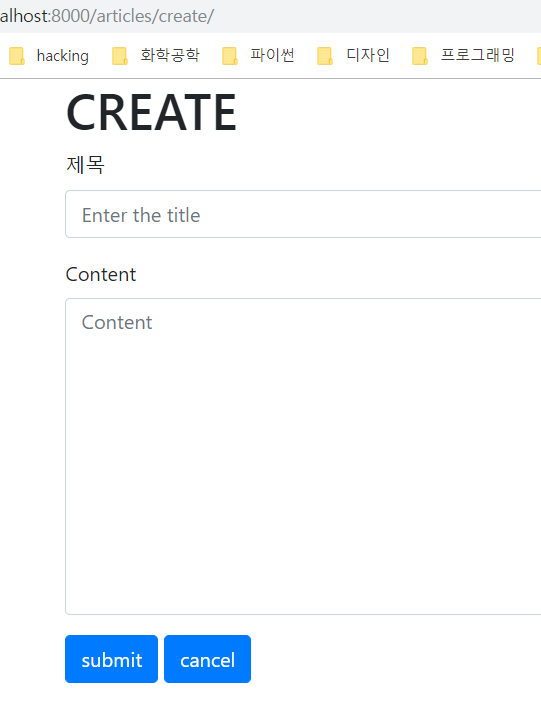 alhost:8000/articles/create/
hacking 화학공학 파이썬 디자인 프로그래밍
CREATE
제목
Enter the title
Content
Content
submit cancel